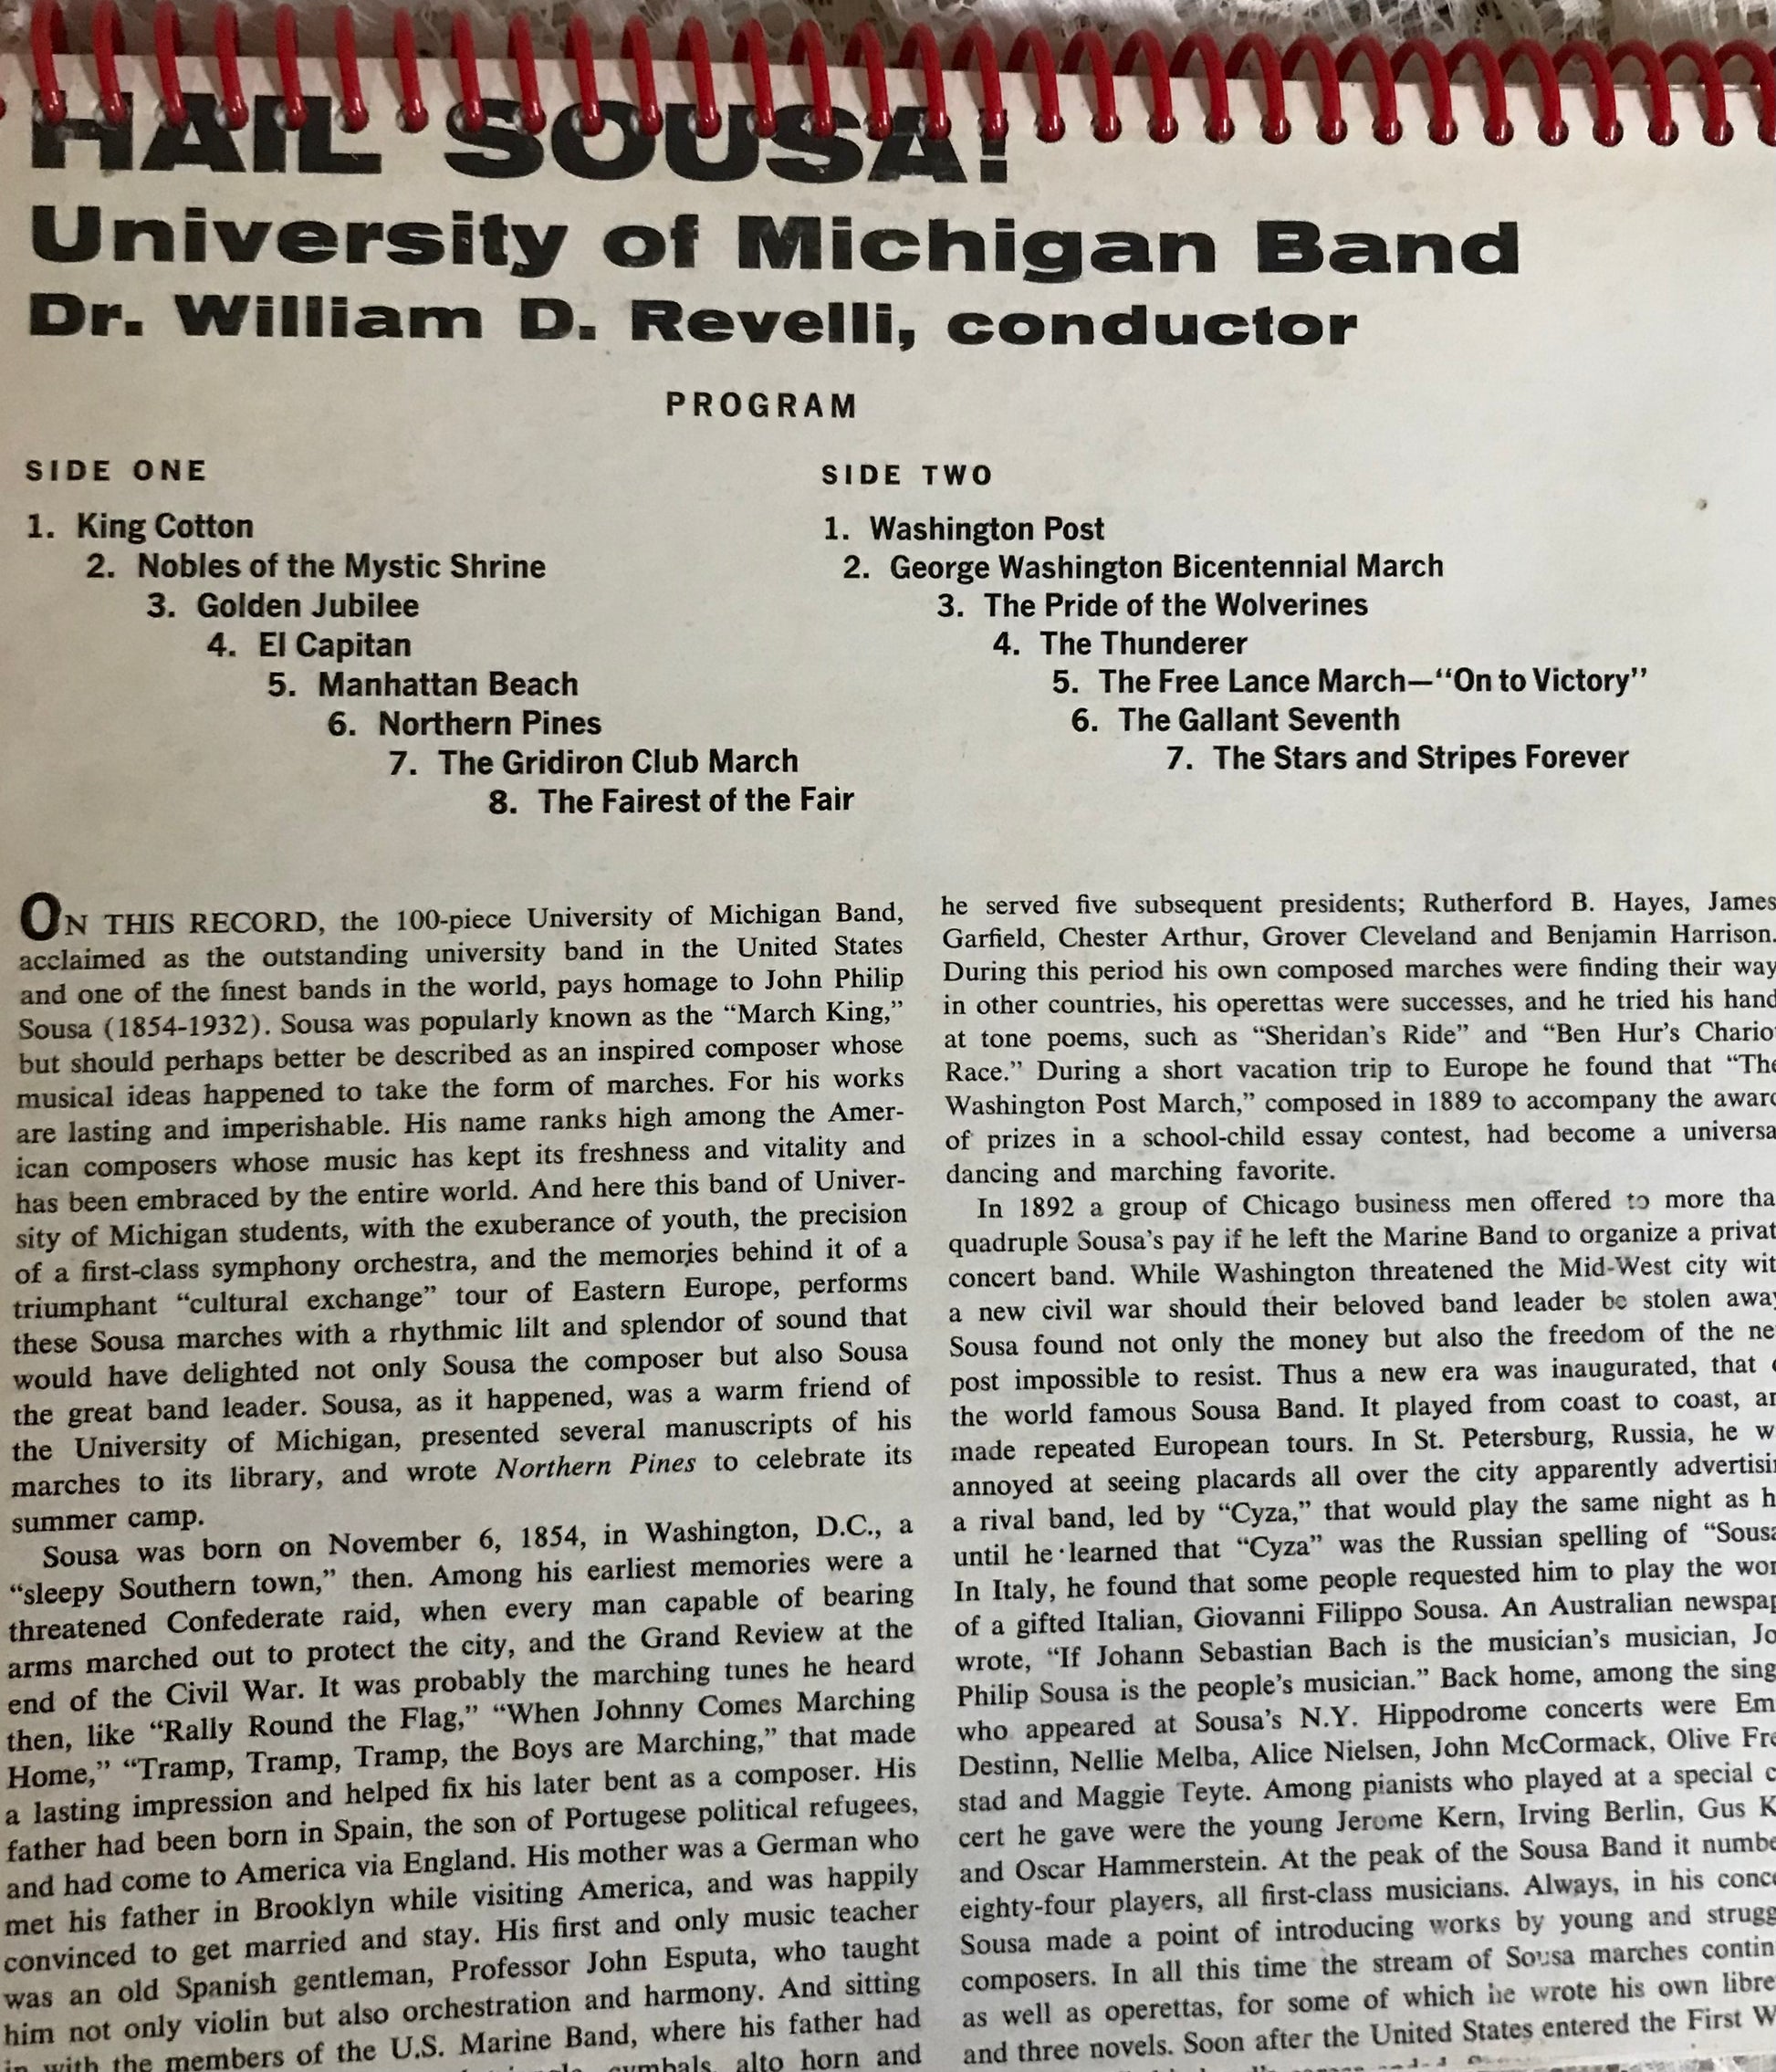 HAIL SOUSA!
University of Michigan Band
Dr. William D. Revelli, conductor
PROGRAM
SIDE ONE
1. King Cotton
2. Nobles of the Mystic Shrine
3. Golden Jubilee
4. El Capitan
5. Manhattan Beach
6. Northern Pines
7. The Gridiron Club March
8. The Fairest of the Fair
SIDE TWO
1. Washington Post
2. George Washington Bicentennial March
3. The Pride of the Wolverines
4. The Thunderer
5. The Free Lance March—“On to Victory”
6. The Gallant Seventh
7. The Stars and Stripes Forever
ON THIS RECORD, the 100-piece University of Michigan Band,
acclaimed as the outstanding university band in the United States
and one of the finest bands in the world, pays homage to John Philip
Sousa (1854-1932). Sousa was popularly known as the “March King,”
but should perhaps better be described as an inspired composer whose
musical ideas happened to take the form of marches. For his works
are lasting and imperishable. His name ranks high among the Amer-
ican composers whose music has kept its freshness and vitality and
has been embraced by the entire world. And here this band of Univer-
sity of Michigan students, with the exuberance of youth, the precision
of a first-class symphony orchestra, and the memories behind it of a
triumphant “cultural exchange” tour of Eastern Europe, performs
these Sousa marches with a rhythmic lilt and splendor of sound that
would have delighted not only Sousa the composer but also Sousa
the great band leader. Sousa, as it happened, was a warm friend of
the University of Michigan, presented several manuscripts of his
marches to its library, and wrote Northern Pines to celebrate its
summer camp.
Sousa was born on November 6, 1854, in Washington, D.C., a
“sleepy Southern town,” then. Among his earliest memories were a
threatened Confederate raid, when every man capable of bearing
arms marched out to protect the city, and the Grand Review at the
end of the Civil War. It was probably the marching tunes he heard
then, like “Rally Round the Flag,” “When Johnny Comes Marching
Home,” “Tramp, Tramp, Tramp, the Boys are Marching,” that made
a lasting impression and helped fix his later bent as a composer. His
father had been born in Spain, the son of Portugese political refugees,
and had come to America via England. His mother was a German who
met his father in Brooklyn while visiting America, and was happily
convinced to get married and stay. His first and only music teacher
was an old Spanish gentleman, Professor John Esputa, who taught
him not only violin but also orchestration and harmony. And sitting
in with the members of the U.S. Marine Band, where his father had
cymbals, alto horn and
he served five subsequent presidents; Rutherford B. Hayes, James
Garfield, Chester Arthur, Grover Cleveland and Benjamin Harrison.
During this period his own composed marches were finding their way
in other countries, his operettas were successes, and he tried his hand
at tone poems, such as “Sheridan’s Ride” and “Ben Hur’s Chario
Race.” During a short vacation trip to Europe he found that “The
Washington Post March,” composed in 1889 to accompany the award
of prizes in a school-child essay contest, had become a universa
dancing and marching favorite.
In 1892 a group of Chicago business men offered to more tha
quadruple Sousa’s pay if he left the Marine Band to organize a privat
concert band. While Washington threatened the Mid-West city wit
a new civil war should their beloved band leader be stolen away
Sousa found not only the money but also the freedom of the ne
post impossible to resist. Thus a new era was inaugurated, that
the world famous Sousa Band. It played from coast to coast, an
made repeated European tours. In St. Petersburg, Russia, he w
annoyed at seeing placards all over the city apparently advertisi
a rival band, led by “Cyza,” that would play the same night as h
until he learned that “Cyza” was the Russian spelling of “Sousa
In Italy, he found that some people requested him to play the wor
of a gifted Italian, Giovanni Filippo Sousa. An Australian newspap
wrote, “If Johann Sebastian Bach is the musician’s musician, Jo
Philip Sousa is the people’s musician.” Back home, among the sing
who appeared at Sousa’s N.Y. Hippodrome concerts were Em
Destinn, Nellie Melba, Alice Nielsen, John McCormack, Olive Fre
stad and Maggie Teyte. Among pianists who played at a special c
cert he gave were the young Jerome Kern, Irving Berlin, Gus K
and Oscar Hammerstein. At the peak of the Sousa Band it numbe
eighty-four players, all first-class musicians. Always, in his conce
Sousa made a point of introducing works by young and strugg
composers. In all this time the stream of Sousa marches contin
as well as operettas, for some of which he wrote his own libre
and three novels. Soon after the United States entered the First W